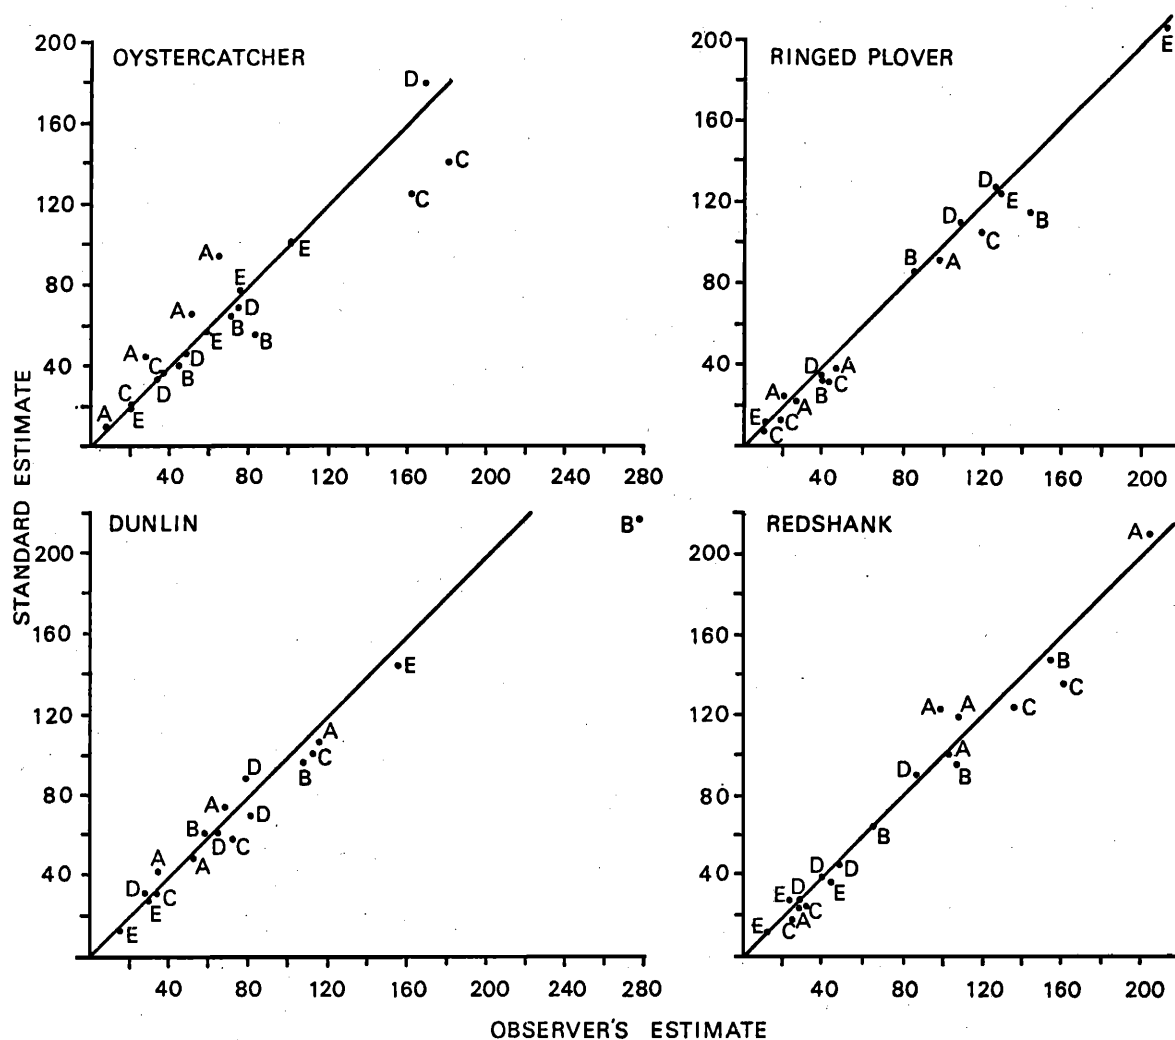 OYSTERCATCHER
200
160
120
80
40
D
C
C
A
E
E
A
D
B
E
B
A
C
D
B
D
C
A
E
40 80 120 160 200 240 280
RINGED PLOVER
200
160
120
80
40
E
D
E
D
B
C
B
A
D
A
B
C
A
A
E
C
C
40 80 120 160 200
DUNLIN
200
160
120
80
40
B
E
A
C
B
D
A
D
B
D
C
A
A
D
C
E
E
40 80 120 160 200 240 280
REDSHANK
200
160
120
80
40
A
B
C
A
A
C
A
B
D
B
D
D
E
E
D
C
A
C
E
40 80 120 160 200
STANDARD ESTIMATE
OBSERVER'S ESTIMATE